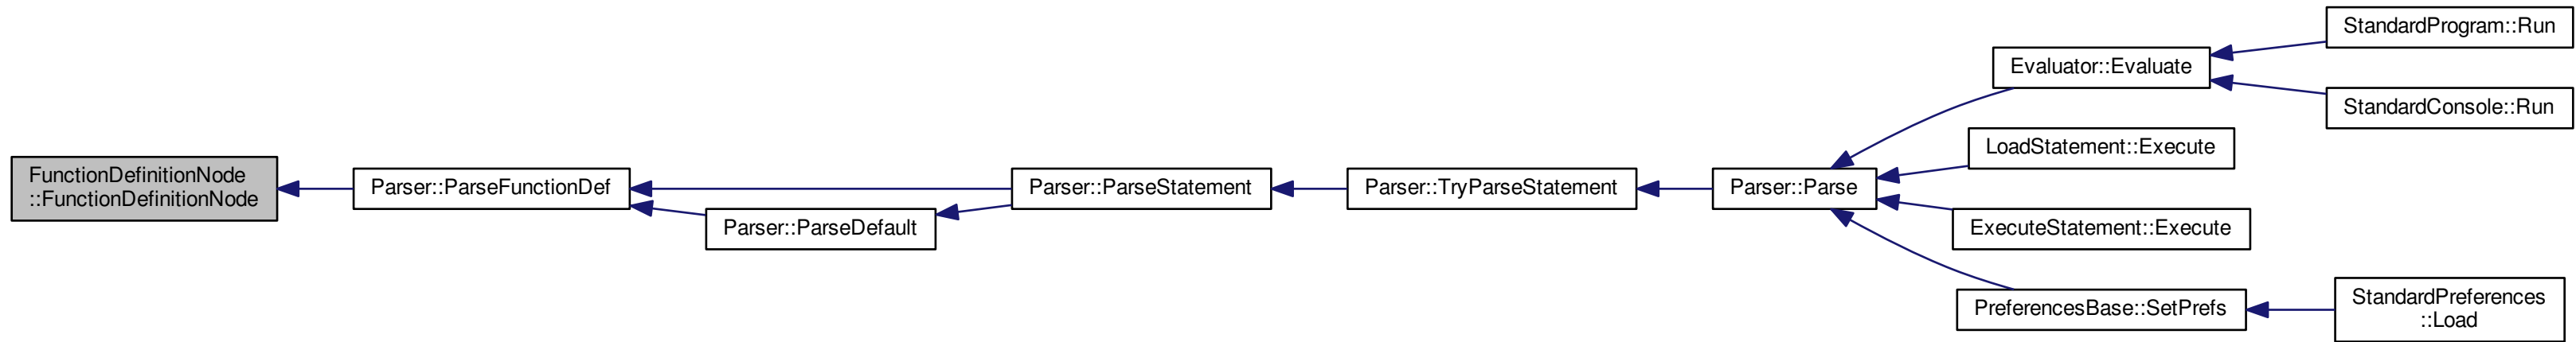 FunctionDefinitionNode
::FunctionDefinitionNode
Parser::ParseFunctionDef
Parser::ParseDefault
Parser::ParseStatement
Parser::TryParseStatement
Parser::Parse
Evaluator::Evaluate
StandardProgram::Run
StandardConsole::Run
LoadStatement::Execute
ExecuteStatement::Execute
PreferencesBase::SetPrefs
StandardPreferences
::Load